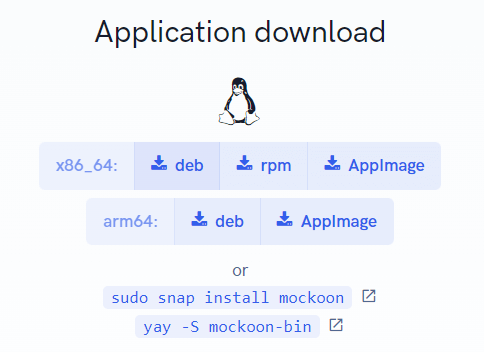 Application download
x86_64: deb rpm AppImage
arm64: deb AppImage
or
sudo snap install mockoon
yay -S mockoon-bin